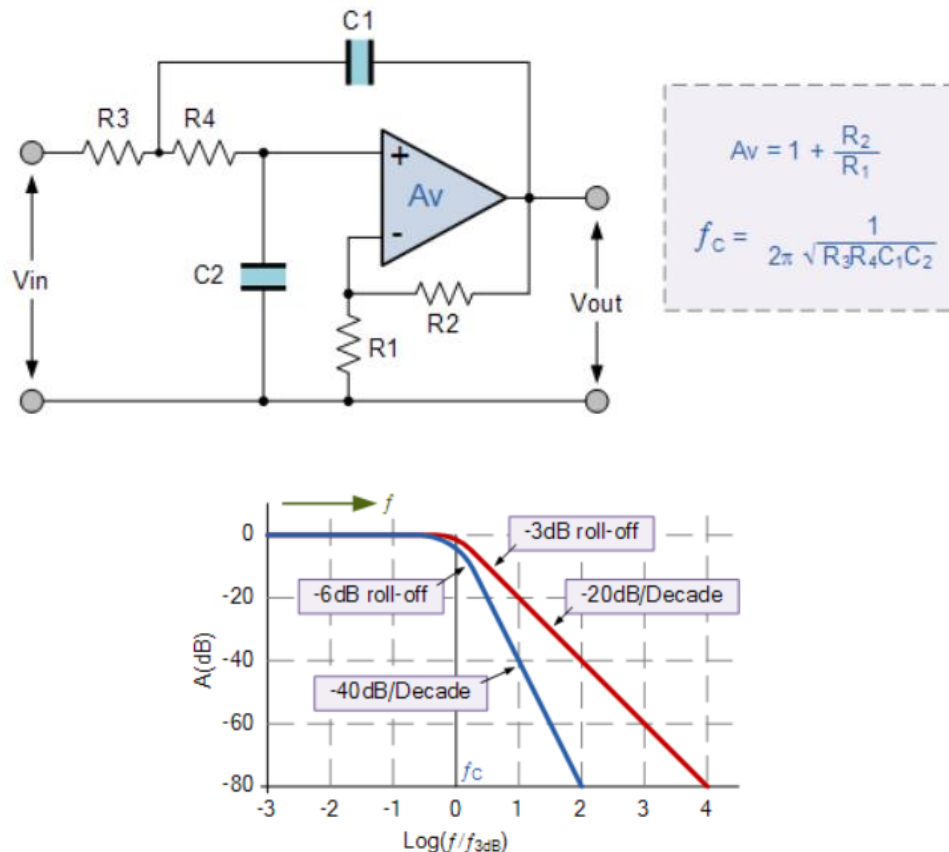 C1
R3
R4
+
Av
-
C2
Vin
R2
Vout
R1
Av = 1 + R2/R1
fC = 1/2π √R3R4C1C2
f
0
-20
-40
-60
-80
A(dB)
-3dB roll-off
-6dB roll-off
-20dB/Decade
-40dB/Decade
fC
-3 -2 -1 0 1 2 3 4
Log(f/f3dB)